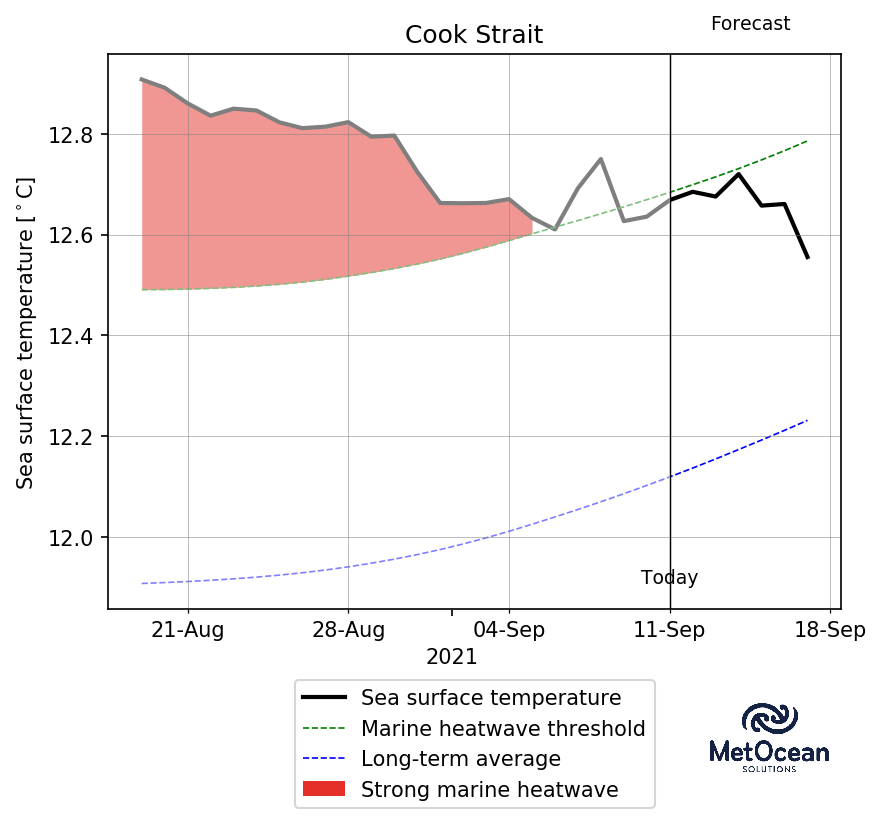 Forecast
Cook Strait
Sea surface temperature [°C]
12.8
12.6
12.4
12.2
12.0
Today
21-Aug 28-Aug 04-Sep 11-Sep 18-Sep
2021
Sea surface temperature
Marine heatwave threshold
Long-term average
Strong marine heatwave
MetOcean
SOLUTIONS